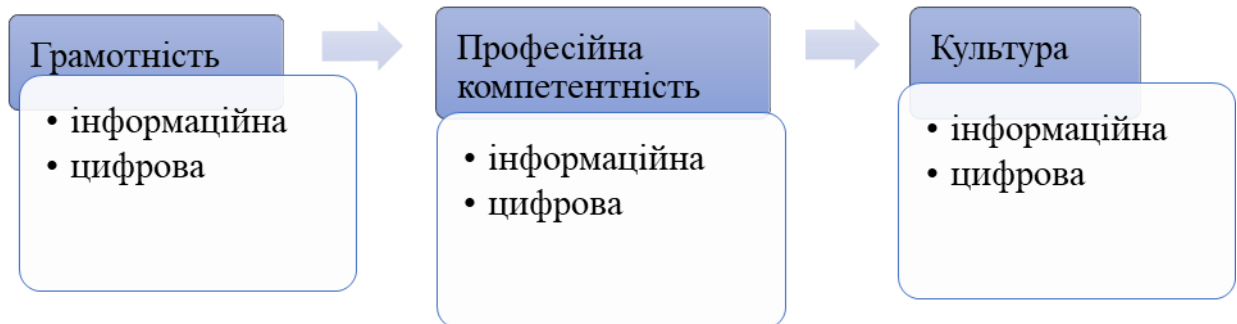 Грамотність
• інформаційна
• цифрова
Професійна
компетентність
• інформаційна
• цифрова
Культура
• інформаційна
• цифрова